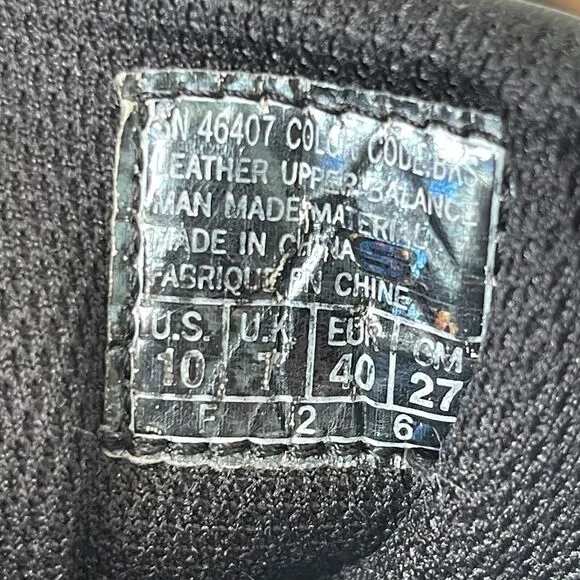 SN 46407 COLOR CODE:BKS
LEATHER UPPER/BALANCE
MAN MADE MATERIAL
MADE IN CHINA
FABRIQUE EN CHINE
U.S. U.K. EUR CM
10 7 40 27
F 2 6